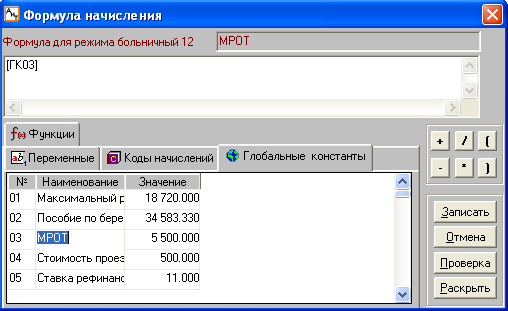 Формула начисления
Формула для режима больничный 12 МРОТ
[ГК03]
f(x) Функции
+ / (
Переменные Коды начислений Глобальные константы
- * )
№ Наименование Значение
01 Максимальный р 18 720.000
02 Пособие по бере 34 583.330
03 МРОТ 5 500.000
04 Стоимость проез 500.000
05 Ставка рефинанс 11.000
Записать
Отмена
Проверка
Раскрыть